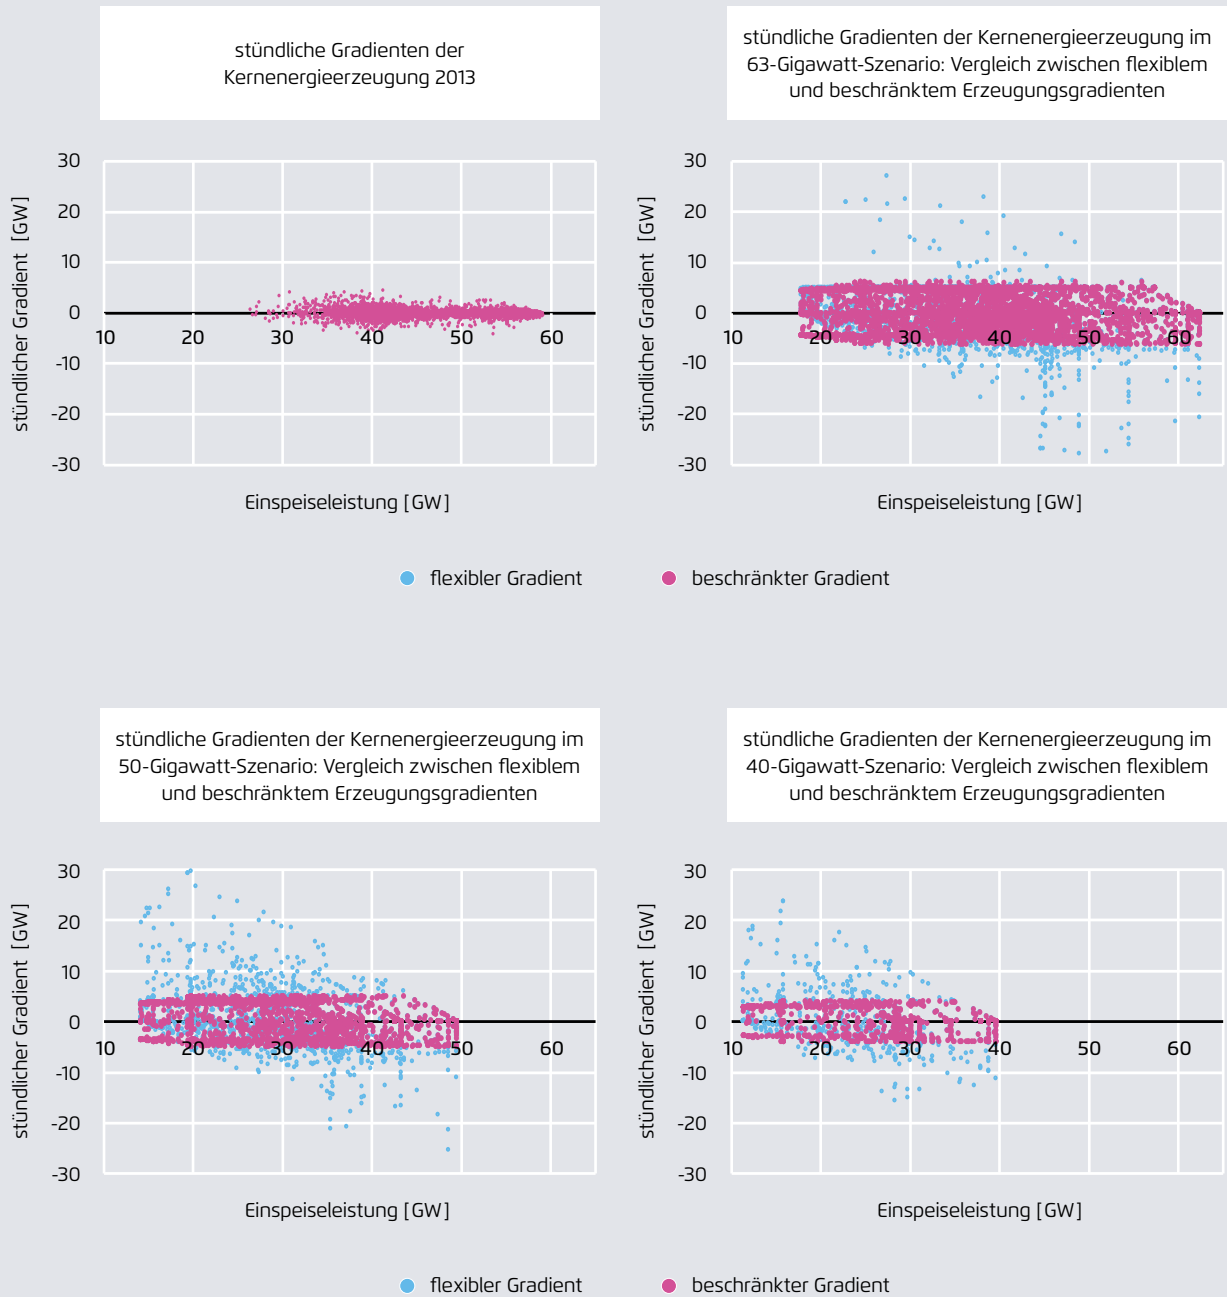 stündliche Gradienten der
Kernenergieerzeugung 2013
stündliche Gradienten der Kernenergieerzeugung im
63-Gigawatt-Szenario: Vergleich zwischen flexiblem
und beschränktem Erzeugungsgradienten
stündlicher Gradient [GW]
30
20
10
0
-10
-20
-30
10 20 30 40 50 60
Einspeiseleistung [GW]
stündlicher Gradient [GW]
30
20
10
0
-10
-20
-30
10 20 30 40 50 60
Einspeiseleistung [GW]
flexibler Gradient beschränkter Gradient
stündliche Gradienten der Kernenergieerzeugung im
50-Gigawatt-Szenario: Vergleich zwischen flexiblem
und beschränktem Erzeugungsgradienten
stündliche Gradienten der Kernenergieerzeugung im
40-Gigawatt-Szenario: Vergleich zwischen flexiblem
und beschränktem Erzeugungsgradienten
stündlicher Gradient [GW]
30
20
10
0
-10
-20
-30
10 20 30 40 50 60
Einspeiseleistung [GW]
stündlicher Gradient [GW]
30
20
10
0
-10
-20
-30
10 20 30 40 50 60
Einspeiseleistung [GW]
flexibler Gradient beschränkter Gradient